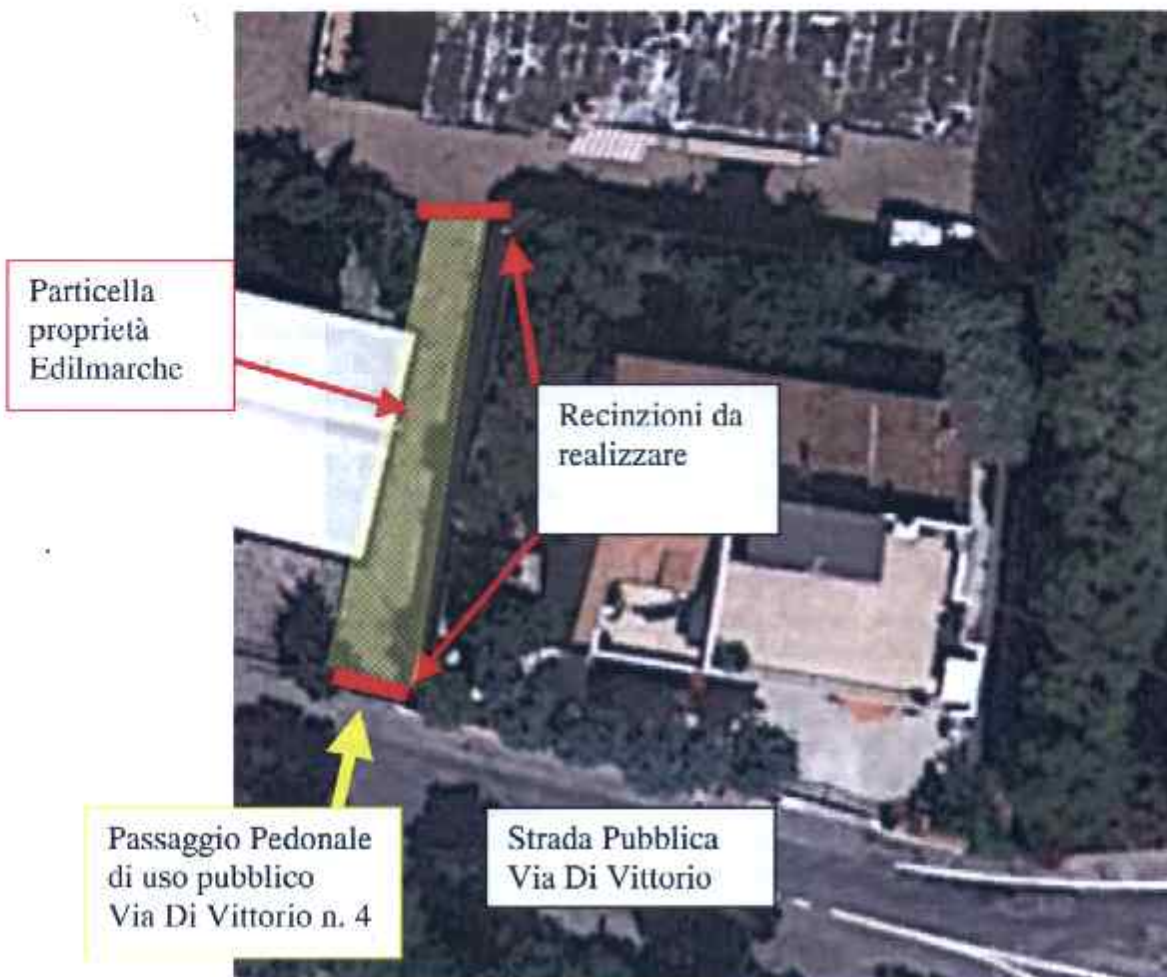 Particella
proprietà
Edilmarche
Recinzioni da
realizzare
Passaggio Pedonale
di uso pubblico
Via Di Vittorio n. 4
Strada Pubblica
Via Di Vittorio